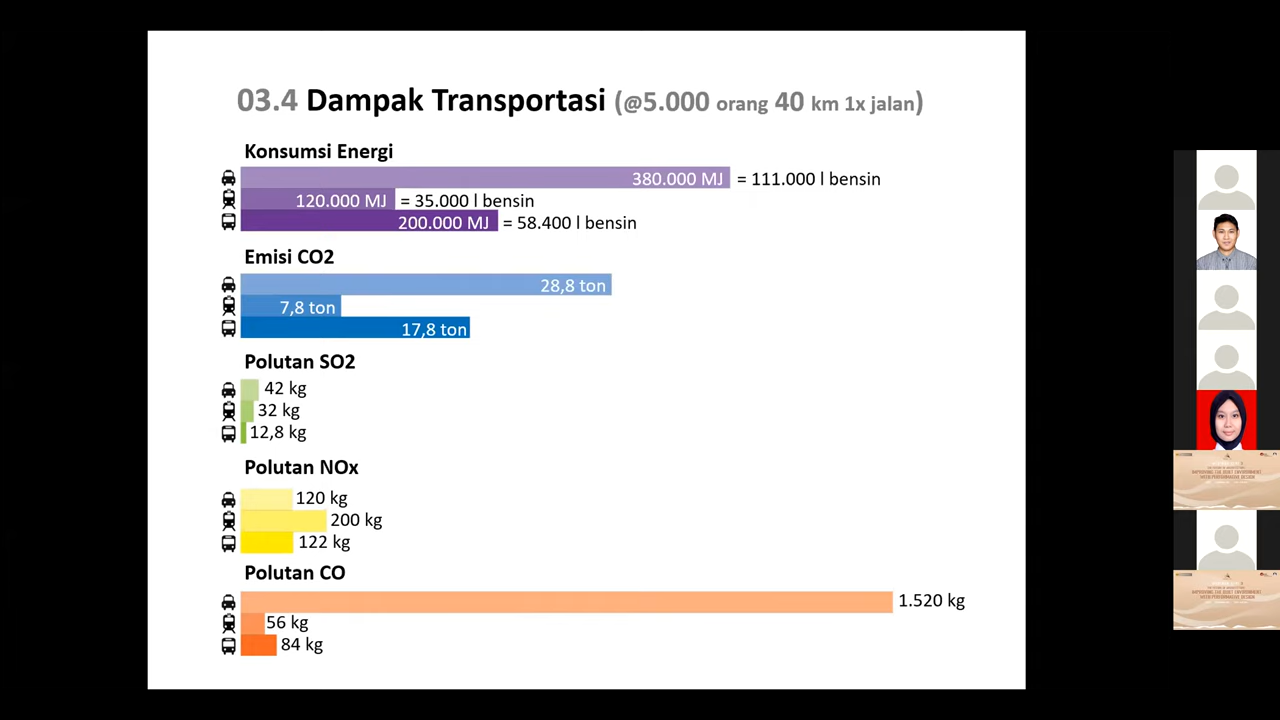 03.4 Dampak Transportasi (@5.000 orang 40 km 1x jalan)
Konsumsi Energi
380.000 MJ = 111.000 l bensin
120.000 MJ = 35.000 l bensin
200.000 MJ = 58.400 l bensin
Emisi CO2
28,8 ton
7,8 ton
17,8 ton
Polutan SO2
42 kg
32 kg
12,8 kg
Polutan NOx
120 kg
200 kg
122 kg
Polutan CO
1.520 kg
56 kg
84 kg